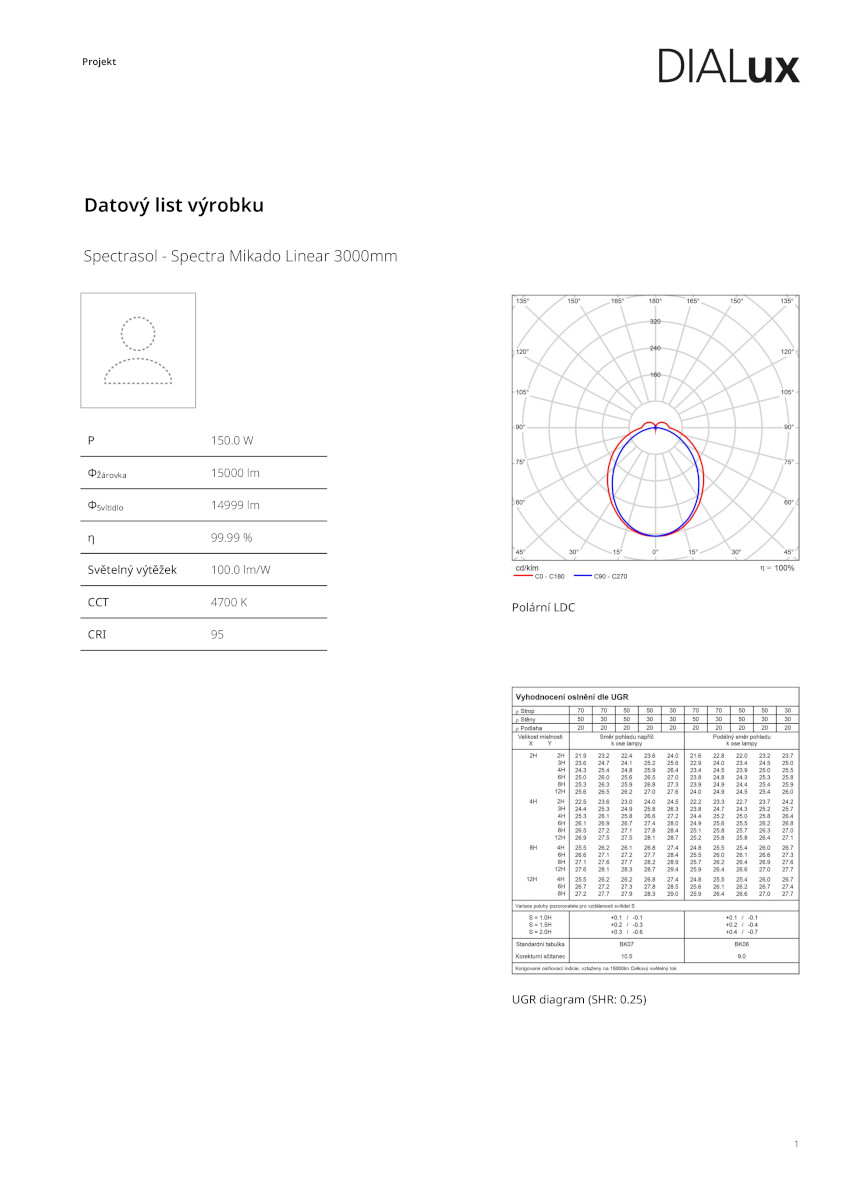 Projekt
DIALux
Datový list výrobku
Spectrasol - Spectra Mikado Linear 3000mm
P 150.0 W
ΦŽárovka 15000 lm
ΦSvítidlo 14999 lm
η 99.99 %
Světelný výtěžek 100.0 lm/W
CCT 4700 K
CRI 95
135° 150° 165° 180° 165° 150° 135°
320
240
160
120° 120°
105° 105°
90° 90°
75° 75°
60° 60°
45° 30° 15° 0° 15° 30° 45°
cd/klm η = 100%
C0 - C180 C90 - C270
Polární LDC
Vyhodnocení oslnění dle UGR
ρ Strop 70 70 50 50 30 70 70 50 50 30
ρ Stěny 50 30 50 30 30 50 30 50 30 30
ρ Podlaha 20 20 20 20 20 20 20 20 20 20
Velikost místnosti Směr pohledu napříč Podélný směr pohledu
X Y k ose lampy k ose lampy
2H 2H 21.9 23.2 22.4 23.6 24.0 21.6 22.8 22.0 23.2 23.7
3H 23.6 24.7 24.1 25.2 25.6 22.9 24.0 23.4 24.5 25.0
4H 24.3 25.4 24.8 25.9 26.4 23.4 24.5 23.9 25.0 25.5
6H 25.0 26.0 25.6 26.5 27.0 23.8 24.8 24.3 25.3 25.8
8H 25.3 26.3 25.9 26.8 27.3 23.9 24.9 24.4 25.4 25.9
12H 25.6 26.5 26.2 27.0 27.6 24.0 24.9 24.5 25.4 26.0
4H 2H 22.5 23.6 23.0 24.0 24.5 22.2 23.3 22.7 23.7 24.2
3H 24.4 25.3 24.9 25.8 26.3 23.8 24.7 24.3 25.2 25.7
4H 25.3 26.1 25.8 26.6 27.2 24.4 25.2 25.0 25.8 26.4
6H 26.1 26.9 26.7 27.4 28.0 24.9 25.6 25.5 26.2 26.8
8H 26.5 27.2 27.1 27.8 28.4 25.1 25.8 25.7 26.3 27.0
12H 26.9 27.5 27.5 28.1 28.7 25.2 25.8 25.8 26.4 27.1
8H 4H 25.5 26.2 26.1 26.8 27.4 24.8 25.5 25.4 26.0 26.7
6H 26.6 27.1 27.2 27.7 28.4 25.5 26.0 26.1 26.6 27.3
8H 27.1 27.6 27.7 28.2 28.9 25.7 26.2 26.4 26.9 27.6
12H 27.6 28.1 28.3 28.7 29.4 25.9 26.4 26.6 27.0 27.7
12H 4H 25.5 26.2 26.2 26.8 27.4 24.8 25.5 25.4 26.0 26.7
6H 26.7 27.2 27.3 27.8 28.5 25.6 26.1 26.2 26.7 27.4
8H 27.2 27.7 27.9 28.3 29.0 25.9 26.4 26.6 27.0 27.7
Variace polohy pozorovatele pro vzdálenosti svítidel S
S = 1.0H +0.1 / -0.1 +0.1 / -0.1
S = 1.5H +0.2 / -0.3 +0.2 / -0.4
S = 2.0H +0.3 / -0.6 +0.4 / -0.7
Standardní tabulka BK07 BK06
Korekturní sčítanec 10.5 9.0
Korigované oslňovací indicie, vztaženy na 15000lm Celkový světelný tok
UGR diagram (SHR: 0.25)
1